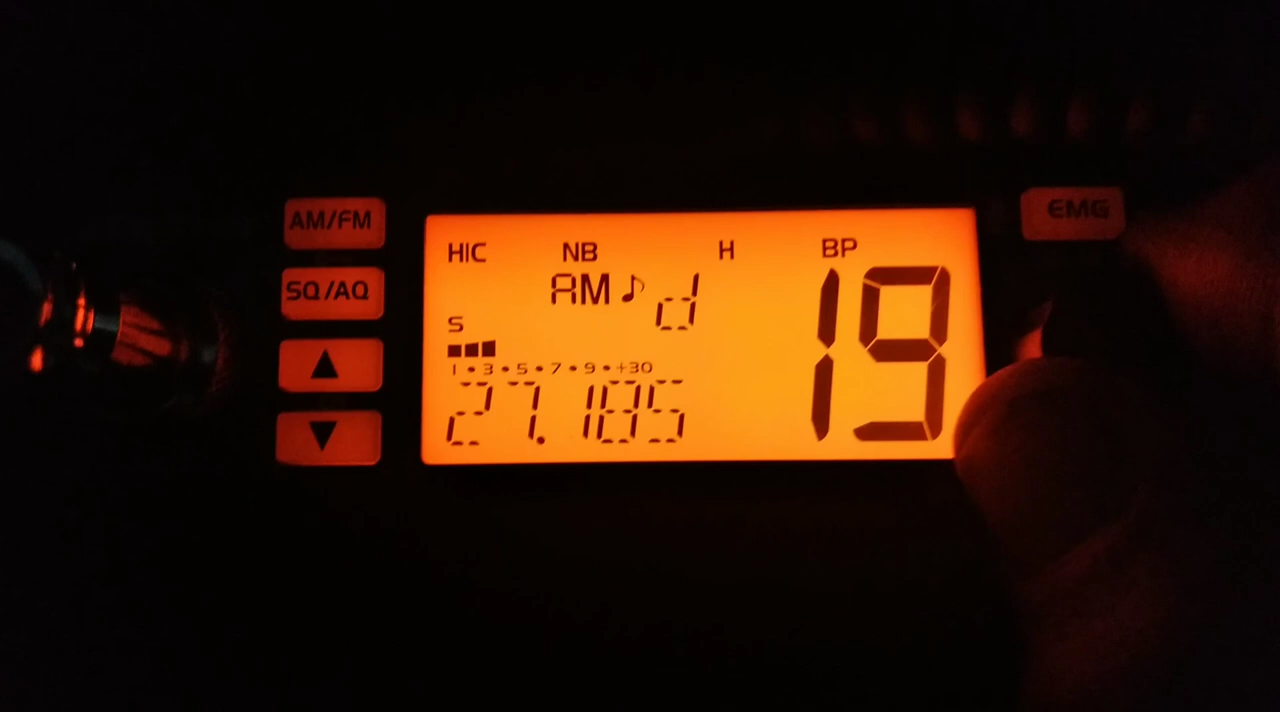 AM/FM
SQ/AQ
▲
▼
HIC NB H BP
AM ♪ d
S
1•3•5•7•9•+30
27.185
19
EMG